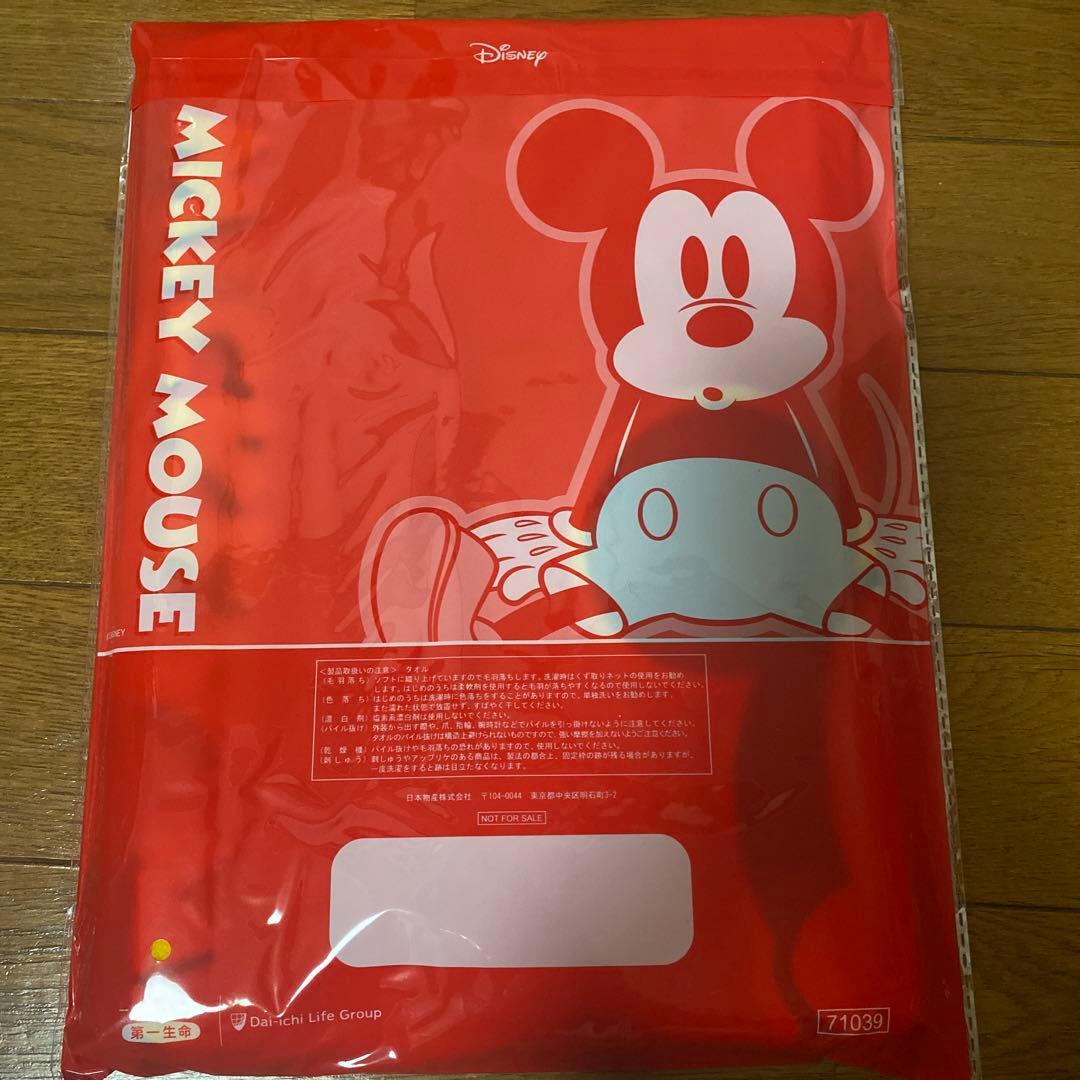 Disney
MICKEY MOUSE
<製品取扱いの注意> タオル
(毛羽落ち) ソフトに織り上げていますので毛羽落ちします。洗濯時はくず取りネットの使用をお勧め
します。はじめのうちは柔軟剤を使用すると毛羽が落ちやすくなるので使用しないでください。
(色落ち) はじめのうちは洗濯時に色落ちをすることがありますので、単独洗いをお勧めします。
また濡れた状態で放置せず、すばやく干してください。
(漂白剤) 塩素系漂白剤は使用しないでください。
(パイル抜け) 外装から出す際や、爪、指輪、腕時計などでパイルを引っ掛けないように注意してください。
タオルのパイル抜けは構造上避けられないものですので、強い摩擦を加えないようご注意ください。
(乾燥機) パイル抜けや毛羽落ちの恐れがありますので、使用しないでください。
(刺しゅう) 刺しゅうやアップリケのある商品は、製法の都合上、固定枠の跡が残る場合がありますが、
一度洗濯をすると跡は目立たなくなります。
日本物産株式会社 〒104-0044 東京都中央区明石町3-2
NOT FOR SALE
第一生命
Dai-ichi Life Group
71039